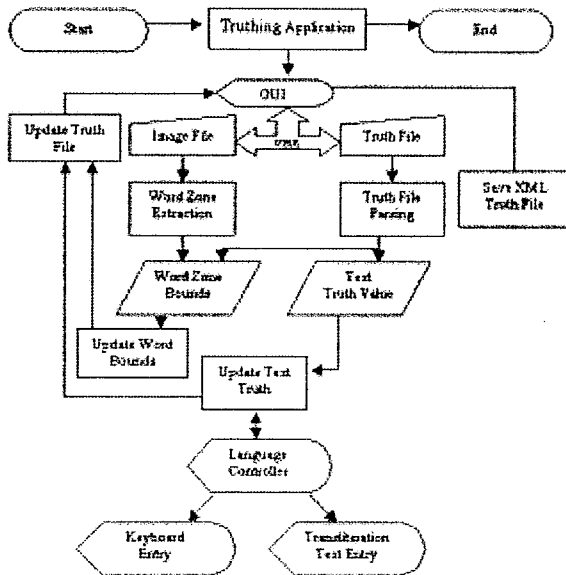 Start
Truthing Application
End
GUI
Update Truth
File
Image File
Truth File
Word Zone
Extraction
Truth File
Parsing
Save XML
Truth File
Word Zone
Bounds
Text
Truth Value
Update Word
Bounds
Update Text
Truth
Language
Controller
Keyboard
Entry
Transliteration
Text Entry